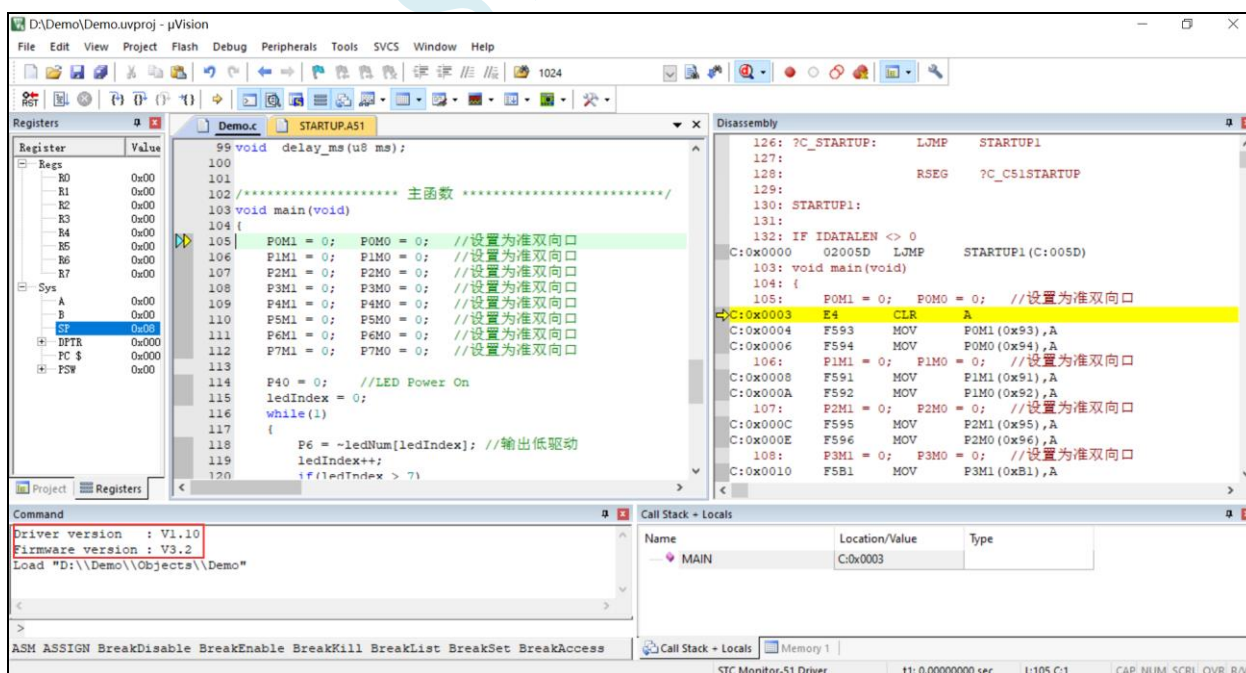 D:\Demo\Demo.uvproj - µVision
File Edit View Project Flash Debug Peripherals Tools SVCS Window Help
1024
RST
Registers
Register Value
Regs
R0 0x00
R1 0x00
R2 0x00
R3 0x00
R4 0x00
R5 0x00
R6 0x00
R7 0x00
Sys
A 0x00
B 0x00
SP 0x08
DPTR 0x000
PC $ 0x000
PSW 0x00
Project Registers
Demo.c STARTUP.A51
99 void delay_ms(u8 ms);
100
101
102 /******************** 主函数 **************************/
103 void main(void)
104 {
105 P0M1 = 0; P0M0 = 0; //设置为准双向口
106 P1M1 = 0; P1M0 = 0; //设置为准双向口
107 P2M1 = 0; P2M0 = 0; //设置为准双向口
108 P3M1 = 0; P3M0 = 0; //设置为准双向口
109 P4M1 = 0; P4M0 = 0; //设置为准双向口
110 P5M1 = 0; P5M0 = 0; //设置为准双向口
111 P6M1 = 0; P6M0 = 0; //设置为准双向口
112 P7M1 = 0; P7M0 = 0; //设置为准双向口
113
114 P40 = 0; //LED Power On
115 ledIndex = 0;
116 while(1)
117 {
118 P6 = ~ledNum[ledIndex]; //输出低驱动
119 ledIndex++;
120 if(ledIndex > 7)
Disassembly
126: ?C_STARTUP: LJMP STARTUP1
127:
128: RSEG ?C_C51STARTUP
129:
130: STARTUP1:
131:
132: IF IDATALEN <> 0
C:0x0000 02005D LJMP STARTUP1(C:005D)
103: void main(void)
104: {
105: P0M1 = 0; P0M0 = 0; //设置为准双向口
C:0x0003 E4 CLR A
C:0x0004 F593 MOV P0M1(0x93),A
C:0x0006 F594 MOV P0M0(0x94),A
106: P1M1 = 0; P1M0 = 0; //设置为准双向口
C:0x0008 F591 MOV P1M1(0x91),A
C:0x000A F592 MOV P1M0(0x92),A
107: P2M1 = 0; P2M0 = 0; //设置为准双向口
C:0x000C F595 MOV P2M1(0x95),A
C:0x000E F596 MOV P2M0(0x96),A
108: P3M1 = 0; P3M0 = 0; //设置为准双向口
C:0x0010 F5B1 MOV P3M1(0xB1),A
Command
Driver version : V1.10
Firmware version : V3.2
Load "D:\\Demo\\Objects\\Demo"
>
ASM ASSIGN BreakDisable BreakEnable BreakKill BreakList BreakSet BreakAccess
Call Stack + Locals
Name Location/Value Type
MAIN C:0x0003
Call Stack + Locals Memory 1
STC Monitor-51 Driver t1: 0.00000000 sec L:105 C:1 CAP NUM SCRL OVR R/W